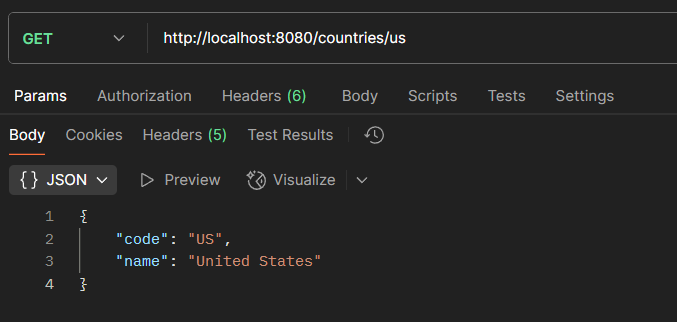 GET http://localhost:8080/countries/us
Params Authorization Headers (6) Body Scripts Tests Settings
Body Cookies Headers (5) Test Results
{} JSON Preview Visualize
1 {
2 "code": "US",
3 "name": "United States"
4 }